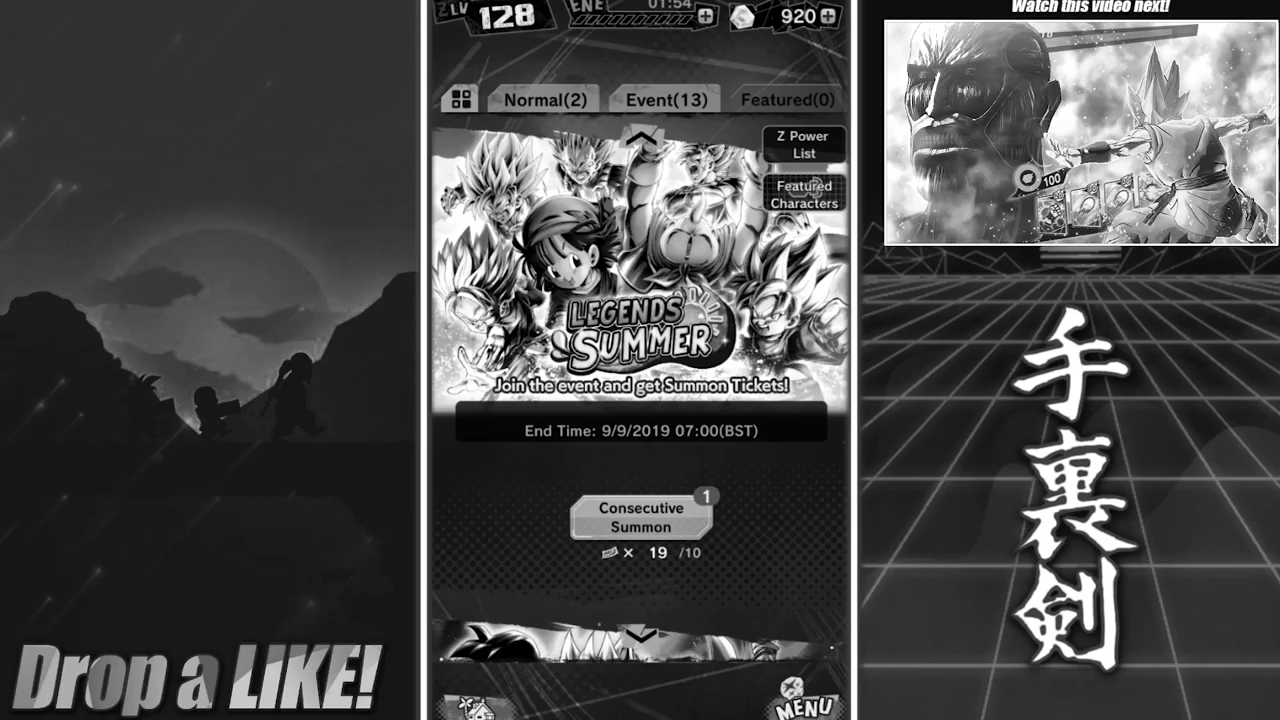 Drop a LIKE!
Z LV 128
ENE 01:54
920
Normal(2)
Event(13)
Featured(0)
Z Power
List
Featured
Characters
LEGENDS
SUMMER
Join the event and get Summon Tickets!
End Time: 9/9/2019 07:00(BST)
1
Consecutive
Summon
× 19 /10
MENU
Watch this video next!
100
手
裏
剣